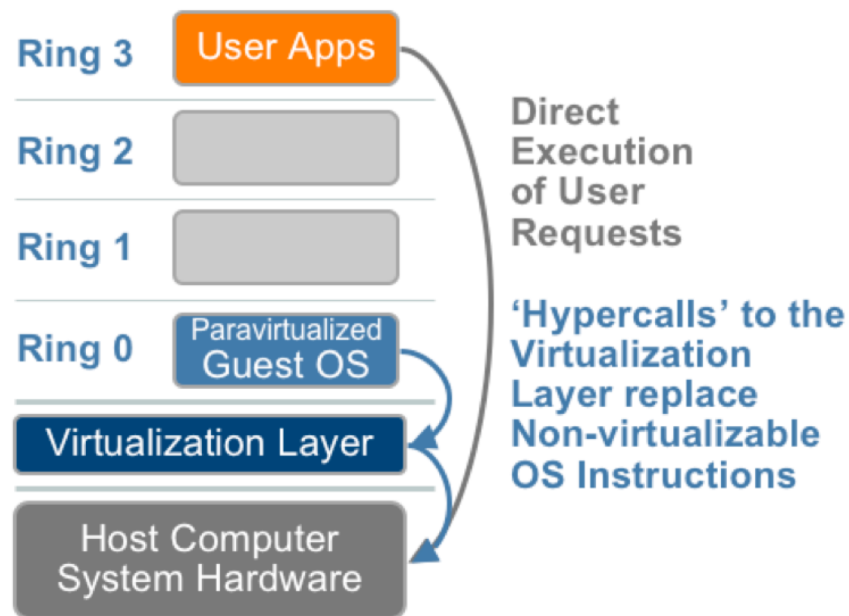 Ring 3
User Apps
Ring 2
Ring 1
Ring 0
Paravirtualized
Guest OS
Virtualization Layer
Host Computer
System Hardware
Direct
Execution
of User
Requests
‘Hypercalls’ to the
Virtualization
Layer replace
Non-virtualizable
OS Instructions